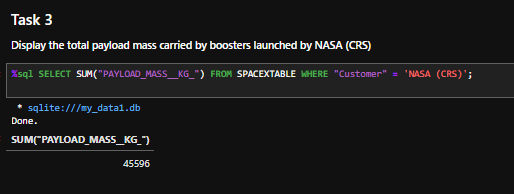 Task 3
Display the total payload mass carried by boosters launched by NASA (CRS)
%sql SELECT SUM("PAYLOAD_MASS__KG_") FROM SPACEXTABLE WHERE "Customer" = 'NASA (CRS)';
* sqlite:///my_data1.db
Done.
SUM("PAYLOAD_MASS__KG_")
45596